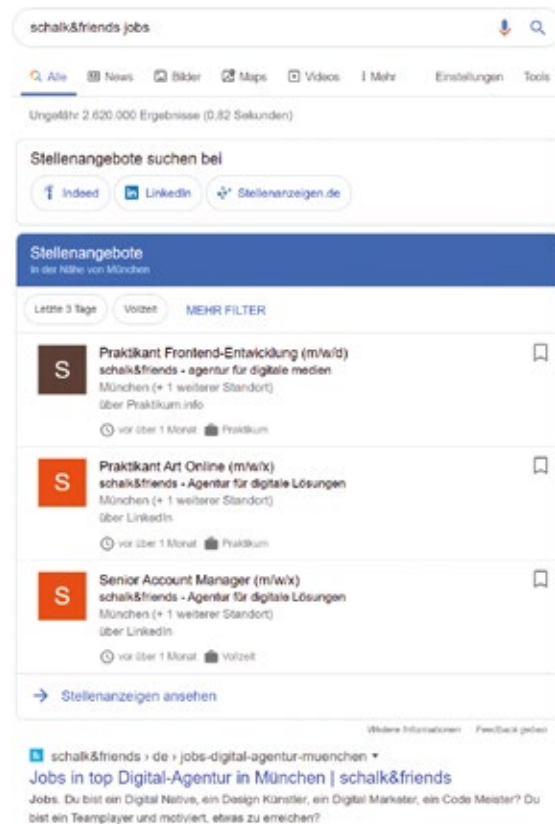 schalk&friends jobs
Alle News Bilder Maps Videos Mehr Einstellungen Tools
Ungefähr 2.620.000 Ergebnisse (0,82 Sekunden)
Stellenangebote suchen bei
Indeed LinkedIn Stellenanzeigen.de
Stellenangebote
in der Nähe von München
Letzte 3 Tage Vollzeit MEHR FILTER
S
Praktikant Frontend-Entwicklung (m/w/d)
schalk&friends - agentur für digitale medien
München (+ 1 weiterer Standort)
über Praktikum.info
vor über 1 Monat Praktikum
S
Praktikant Art Online (m/w/x)
schalk&friends - Agentur für digitale Lösungen
München (+ 1 weiterer Standort)
über LinkedIn
vor über 1 Monat Praktikum
S
Senior Account Manager (m/w/x)
schalk&friends - Agentur für digitale Lösungen
München (+ 1 weiterer Standort)
über LinkedIn
vor über 1 Monat Vollzeit
Stellenanzeigen ansehen
Weitere Informationen Feedback geben
schalk&friends › de › jobs-digital-agentur-muenchen
Jobs in top Digital-Agentur in München | schalk&friends
Jobs. Du bist ein Digital Native, ein Design Künstler, ein Digital Marketer, ein Code Meister? Du
bist ein Teamplayer und motiviert, etwas zu erreichen?